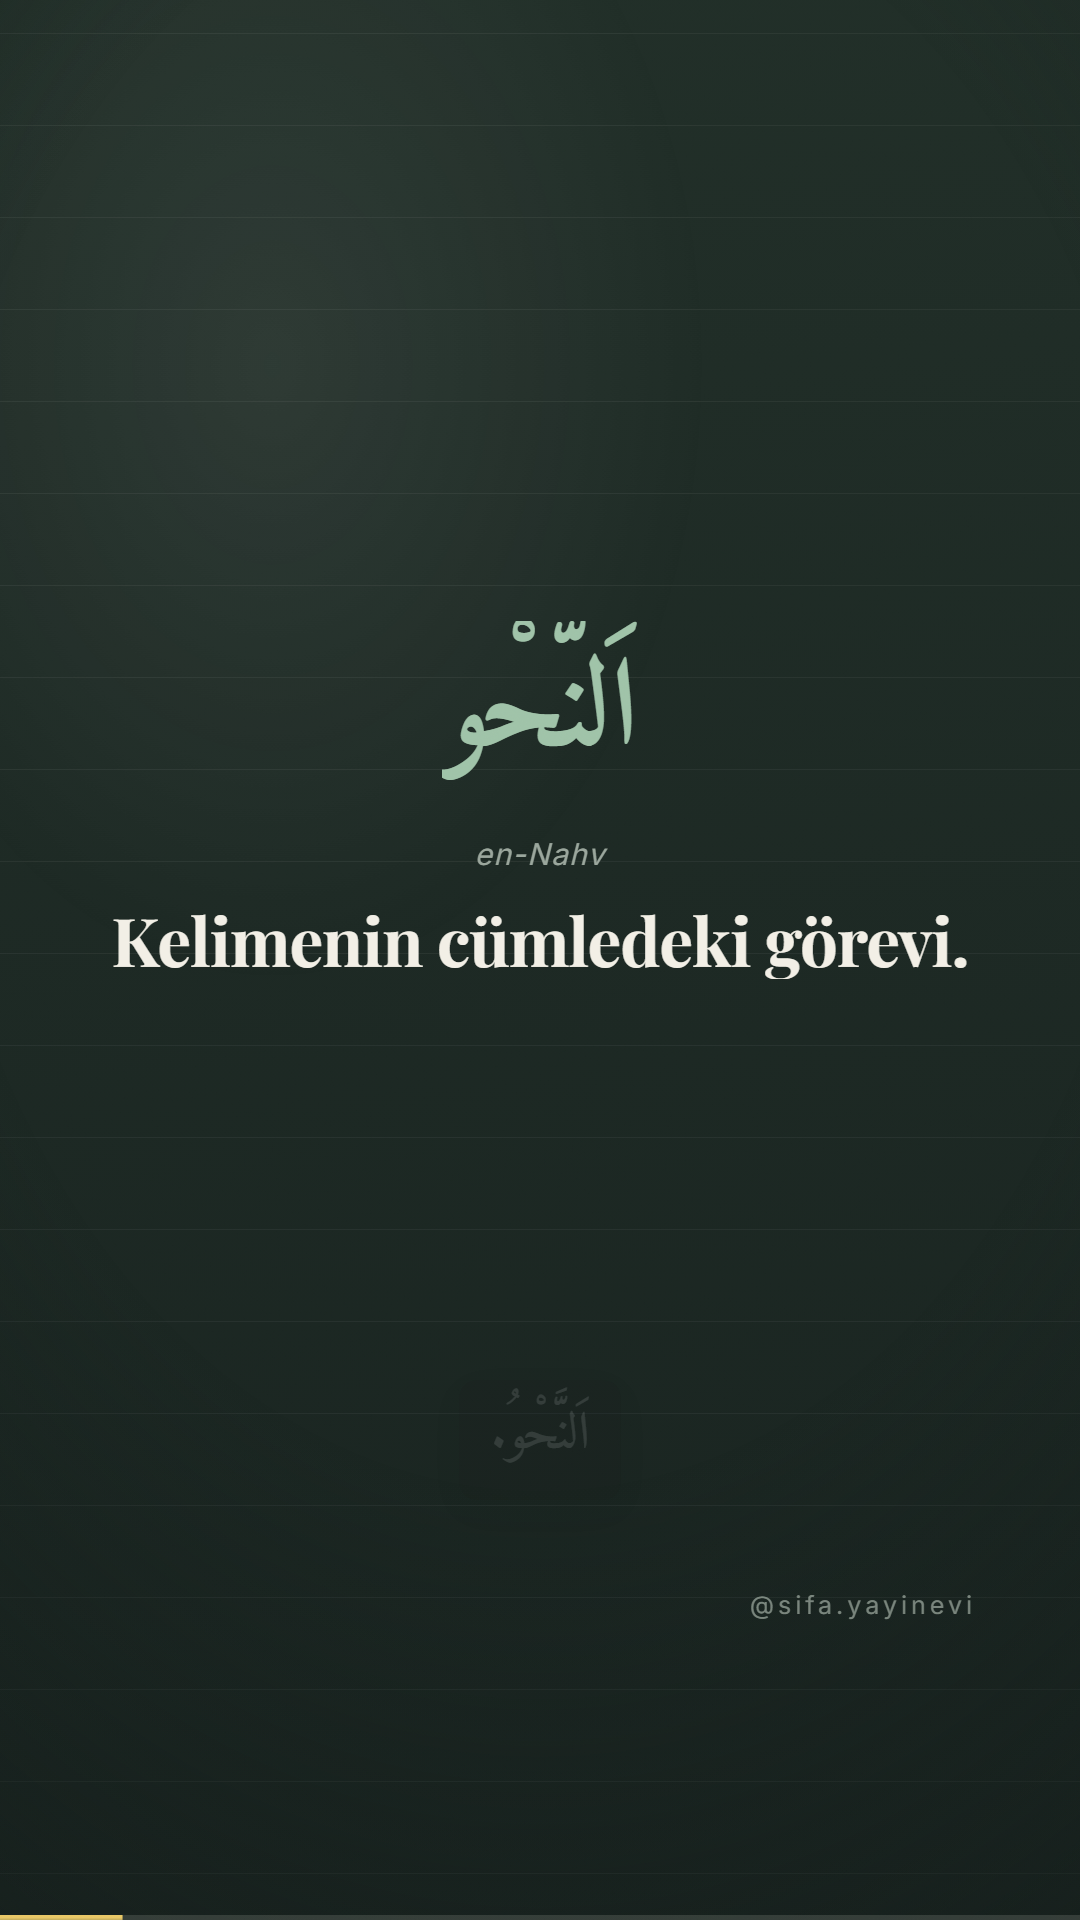 اَلنّحْو
en-Nahv
Kelimenin cümledeki görevi.
اَلنَّحْوُ.
@sifa.yayinevi